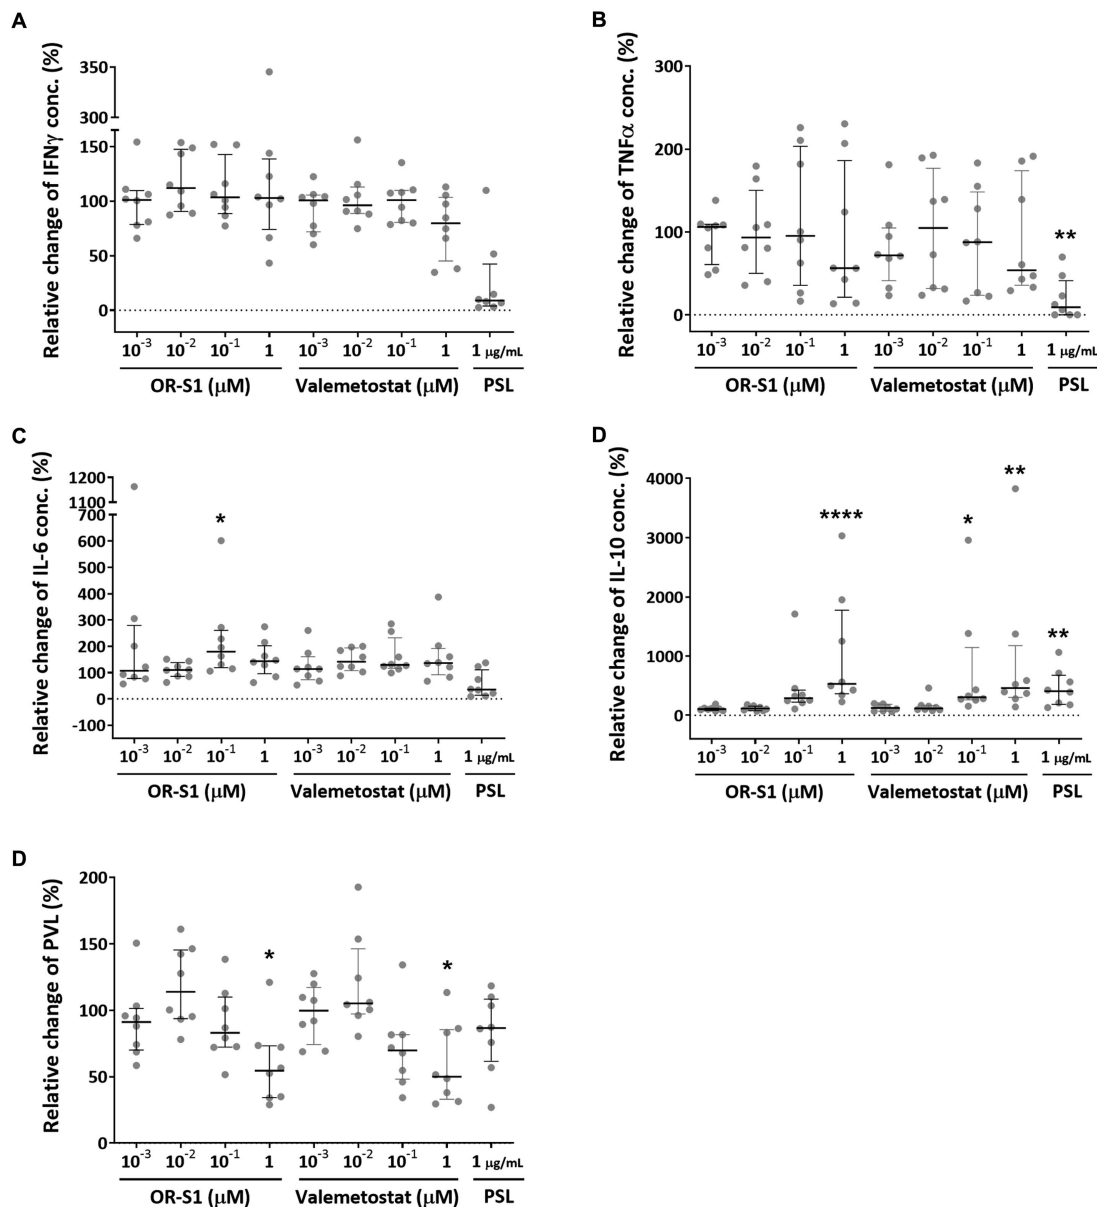 A
Relative change of IFNγ conc. (%)
350
300
150
100
50
0
10-3 10-2 10-1 1 10-3 10-2 10-1 1 1 μg/mL
OR-S1 (μM) Valemetostat (μM) PSL
B
Relative change of TNFα conc. (%)
300
200
100
0
**
10-3 10-2 10-1 1 10-3 10-2 10-1 1 1 μg/mL
OR-S1 (μM) Valemetostat (μM) PSL
C
Relative change of IL-6 conc. (%)
1200
1100
700
600
500
400
300
200
100
0
-100
*
10-3 10-2 10-1 1 10-3 10-2 10-1 1 1 μg/mL
OR-S1 (μM) Valemetostat (μM) PSL
D
Relative change of IL-10 conc. (%)
4000
3000
2000
1000
0
**** * ** **
10-3 10-2 10-1 1 10-3 10-2 10-1 1 1 μg/mL
OR-S1 (μM) Valemetostat (μM) PSL
D
Relative change of PVL (%)
200
150
100
50
0
* *
10-3 10-2 10-1 1 10-3 10-2 10-1 1 1 μg/mL
OR-S1 (μM) Valemetostat (μM) PSL